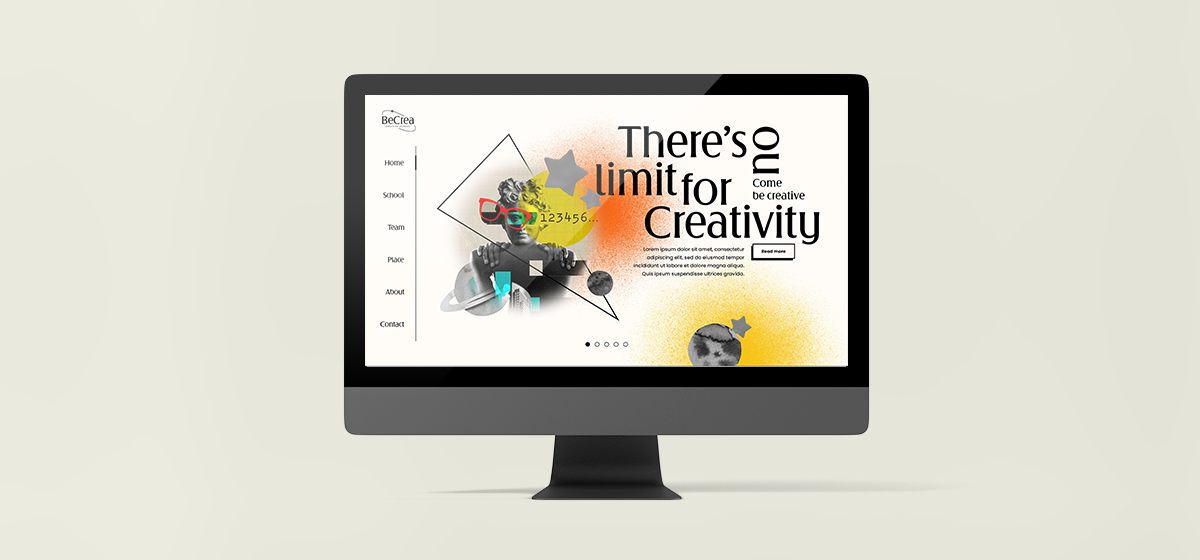 BeCrea
Home
School
Team
Place
About
Contact
123456...
There's no
limit for
Creativity
Come
be creative
Lorem ipsum dolor sit amet, consectetur
adipiscing elit, sed do eiusmod tempor
incididunt ut labore et dolore magna aliqua.
Quis ipsum suspendisse ultrices gravida.
Read more